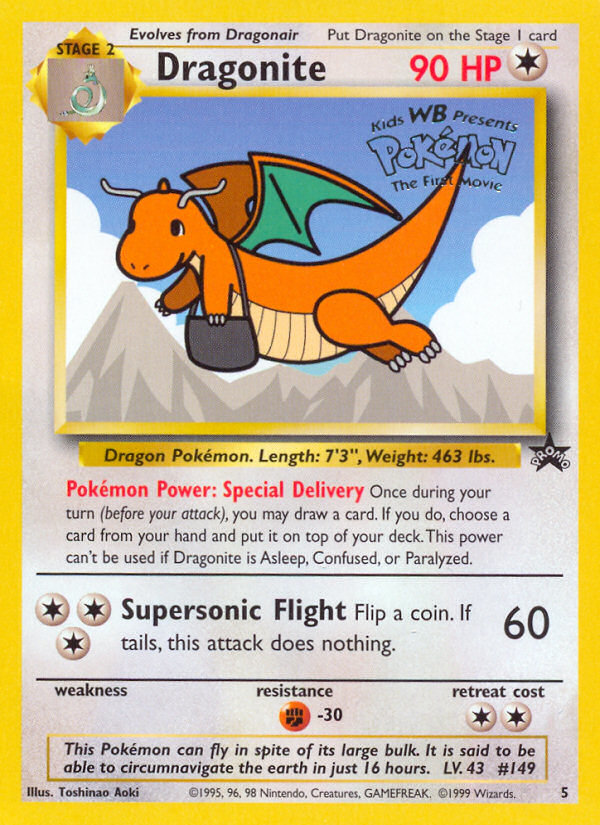 Evolves from Dragonair
Put Dragonite on the Stage 1 card
STAGE 2
Dragonite
90 HP
Kids WB Presents
POKéMON
The First Movie
Dragon Pokémon. Length: 7'3", Weight: 463 lbs.
PROMO
Pokémon Power: Special Delivery Once during your
turn (before your attack), you may draw a card. If you do, choose a
card from your hand and put it on top of your deck. This power
can't be used if Dragonite is Asleep, Confused, or Paralyzed.
Supersonic Flight Flip a coin. If
tails, this attack does nothing.
60
weakness
resistance
retreat cost
-30
This Pokémon can fly in spite of its large bulk. It is said to be
able to circumnavigate the earth in just 16 hours. LV. 43 #149
Illus. Toshinao Aoki
©1995, 96, 98 Nintendo, Creatures, GAMEFREAK. ©1999 Wizards.
5